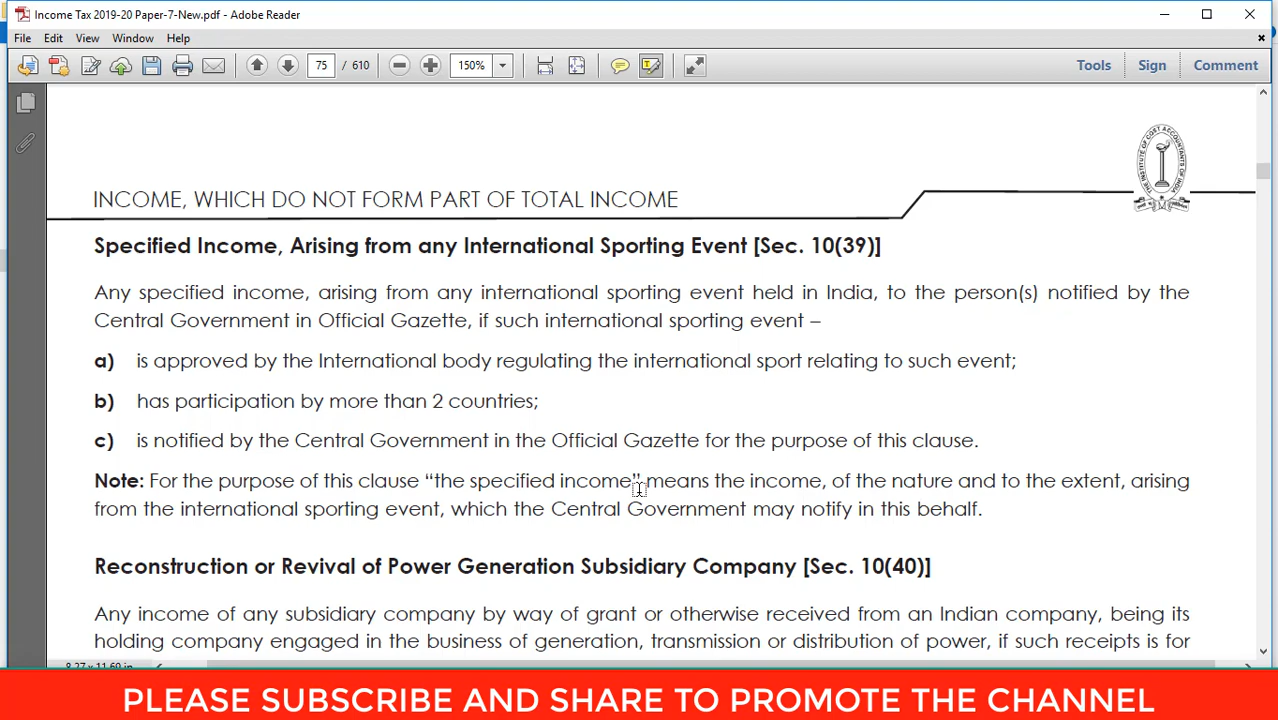 Income Tax 2019-20 Paper-7-New.pdf - Adobe Reader
File Edit View Window Help
75 / 610 150% Tools Sign Comment
INCOME, WHICH DO NOT FORM PART OF TOTAL INCOME
Specified Income, Arising from any International Sporting Event [Sec. 10(39)]
Any specified income, arising from any international sporting event held in India, to the person(s) notified by the
Central Government in Official Gazette, if such international sporting event –
a) is approved by the International body regulating the international sport relating to such event;
b) has participation by more than 2 countries;
c) is notified by the Central Government in the Official Gazette for the purpose of this clause.
Note: For the purpose of this clause “the specified income” means the income, of the nature and to the extent, arising
from the international sporting event, which the Central Government may notify in this behalf.
Reconstruction or Revival of Power Generation Subsidiary Company [Sec. 10(40)]
Any income of any subsidiary company by way of grant or otherwise received from an Indian company, being its
holding company engaged in the business of generation, transmission or distribution of power, if such receipts is for
8.27 x 11.69 in
PLEASE SUBSCRIBE AND SHARE TO PROMOTE THE CHANNEL